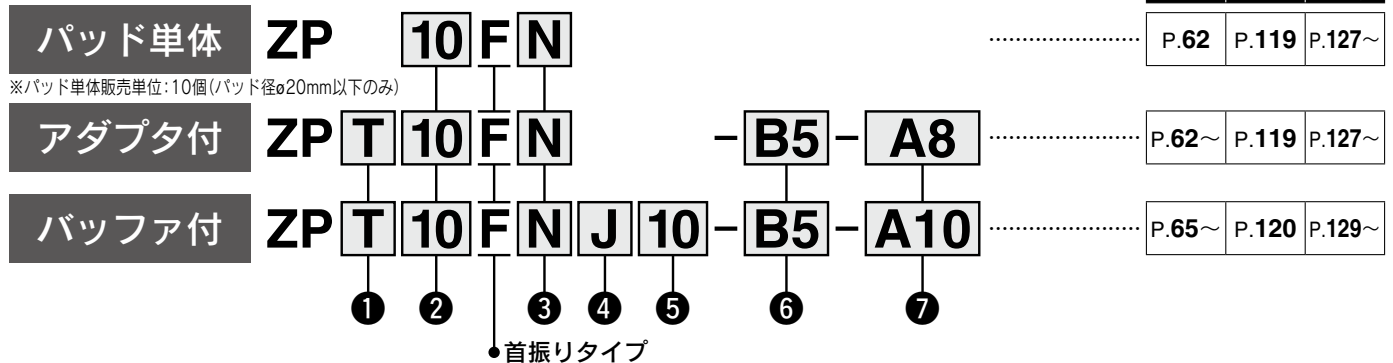 パッド単体 ZP 10 F N P.62 P.119 P.127～
※パッド単体販売単位：10個（パッド径ø20mm以下のみ）
アダプタ付 ZP T 10 F N - B5 - A8 P.62～ P.119 P.127～
バッファ付 ZP T 10 F N J 10 - B5 - A10 P.65～ P.120 P.129～
❶ ❷ ❸ ❹ ❺ ❻ ❼
●首振りタイプ